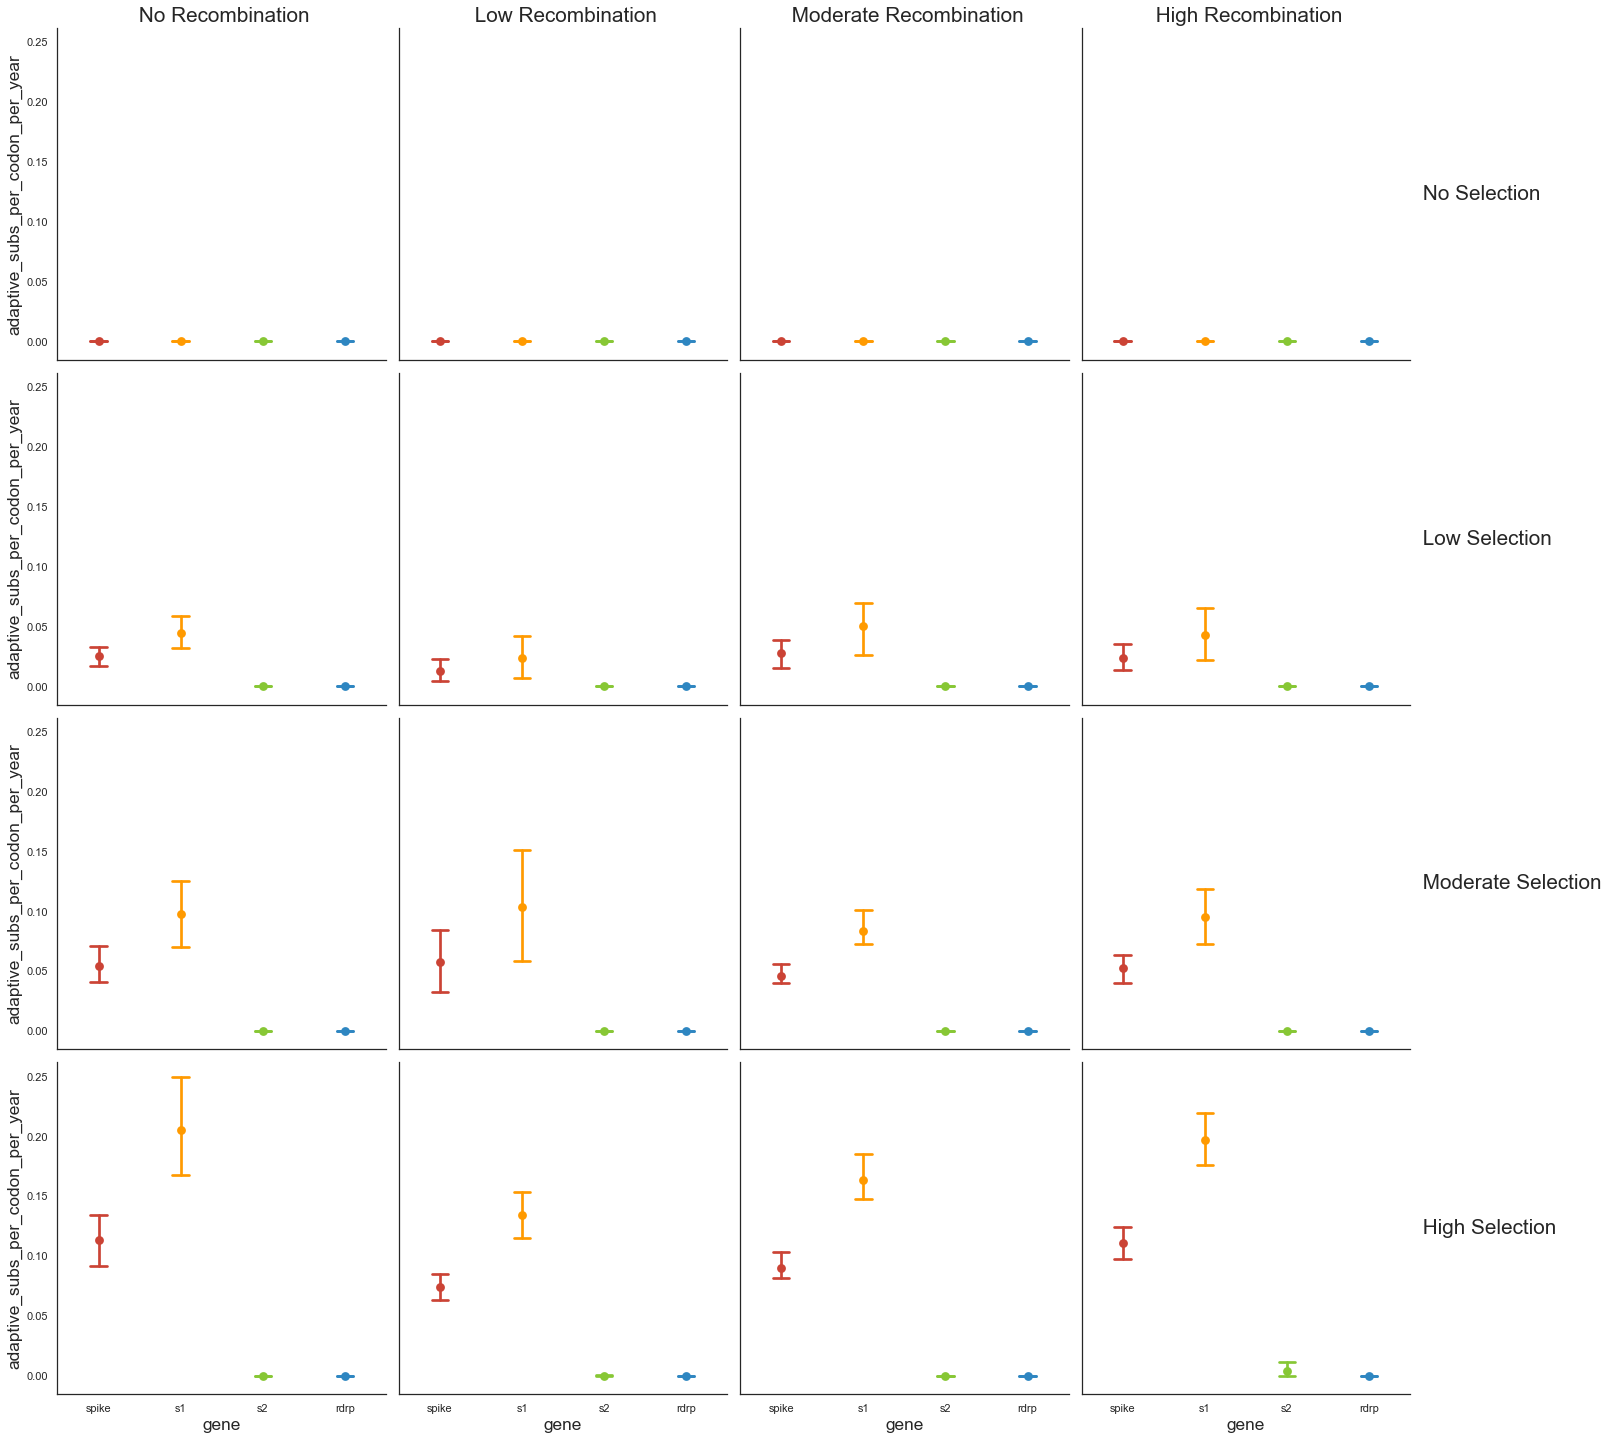 No Recombination
Low Recombination
Moderate Recombination
High Recombination
adaptive_subs_per_codon_per_year
0.25
0.20
0.15
0.10
0.05
0.00
No Selection
adaptive_subs_per_codon_per_year
0.25
0.20
0.15
0.10
0.05
0.00
Low Selection
adaptive_subs_per_codon_per_year
0.25
0.20
0.15
0.10
0.05
0.00
Moderate Selection
adaptive_subs_per_codon_per_year
0.25
0.20
0.15
0.10
0.05
0.00
High Selection
spike s1 s2 rdrp
gene
spike s1 s2 rdrp
gene
spike s1 s2 rdrp
gene
spike s1 s2 rdrp
gene